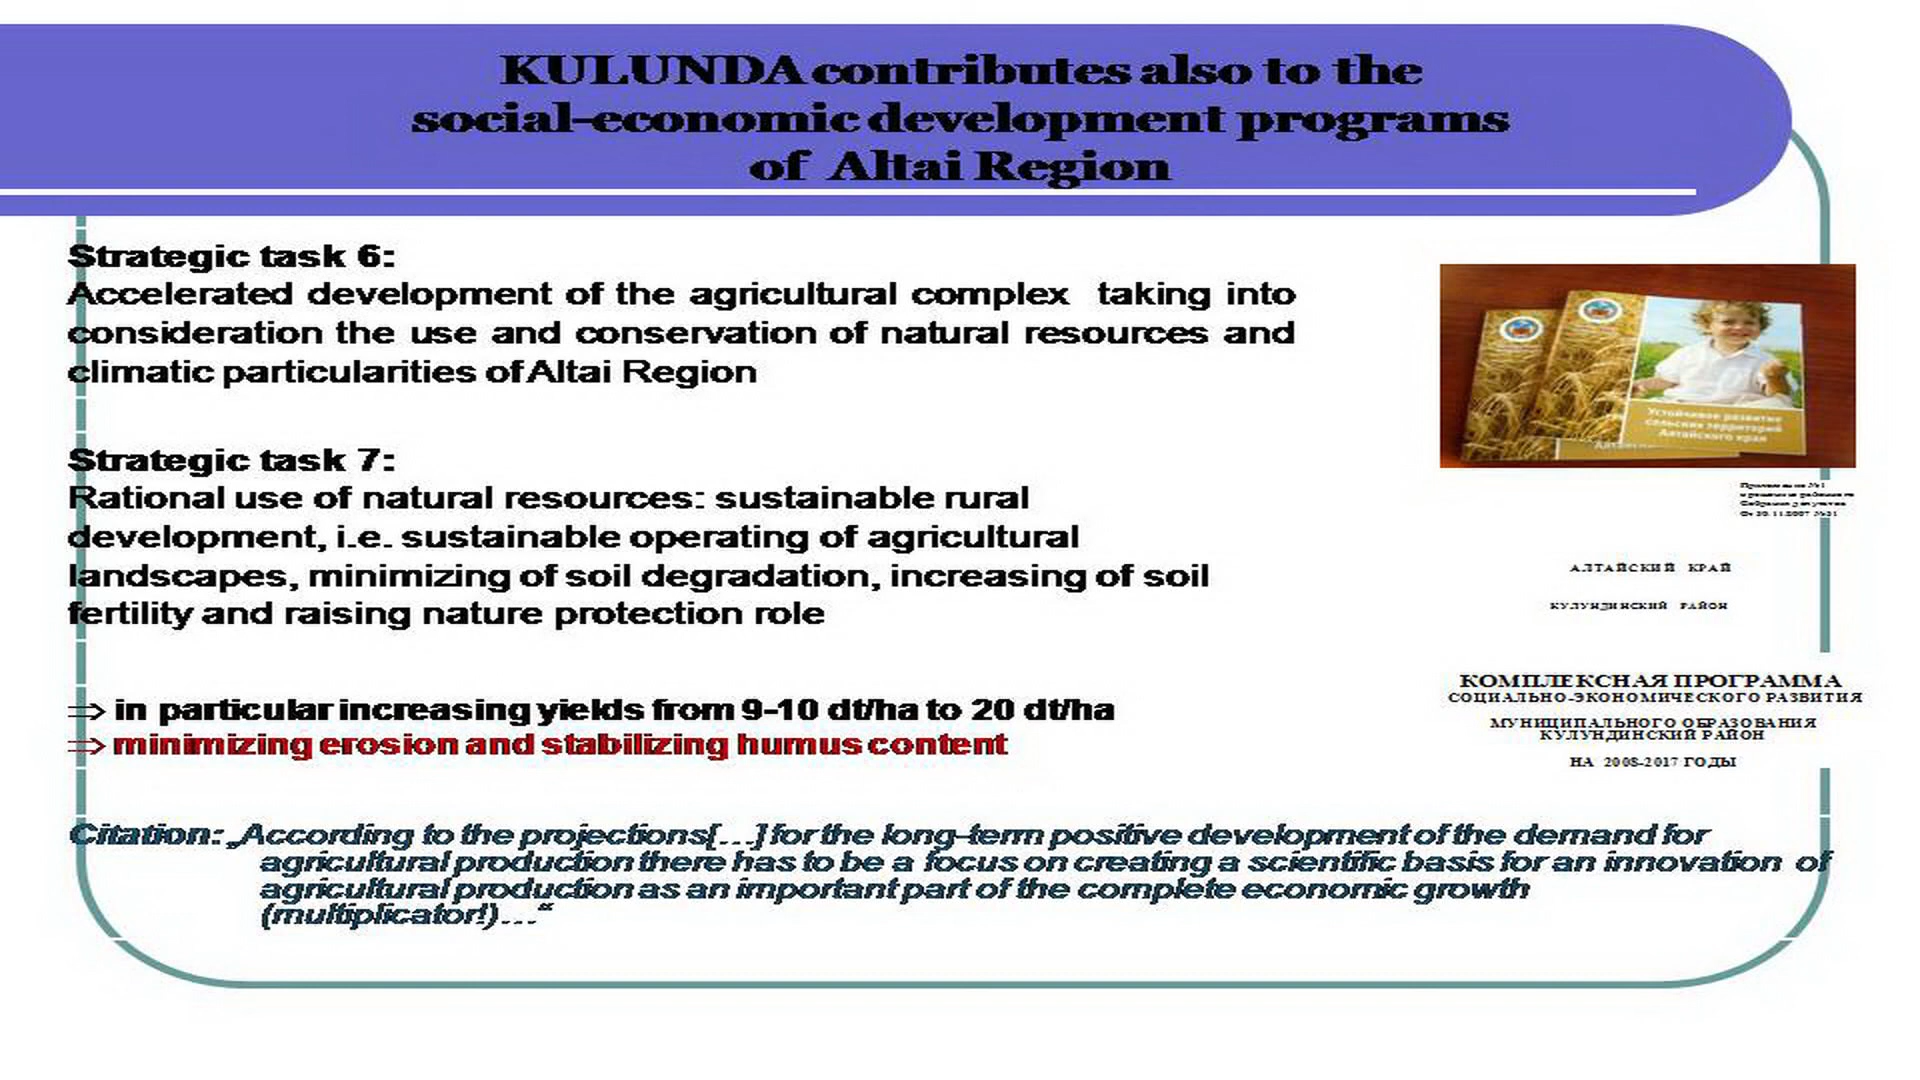 KULUNDA contributes also to the
social-economic development programs
of Altai Region
Strategic task 6:
Accelerated development of the agricultural complex taking into
consideration the use and conservation of natural resources and
climatic particularities of Altai Region
Strategic task 7:
Rational use of natural resources: sustainable rural
development, i.e. sustainable operating of agricultural
landscapes, minimizing of soil degradation, increasing of soil
fertility and raising nature protection role
⇒ in particular increasing yields from 9-10 dt/ha to 20 dt/ha
⇒ minimizing erosion and stabilizing humus content
Citation: „According to the projections[…] for the long-term positive development of the demand for
agricultural production there has to be a focus on creating a scientific basis for an innovation of
agricultural production as an important part of the complete economic growth
(multiplicator!)…“
Устойчивое развитие
сельских территорий
Алтайского края
АЛТАЙСКИЙ КРАЙ
КУЛУНДИНСКИЙ РАЙОН
КОМПЛЕКСНАЯ ПРОГРАММА
СОЦИАЛЬНО-ЭКОНОМИЧЕСКОГО РАЗВИТИЯ
МУНИЦИПАЛЬНОГО ОБРАЗОВАНИЯ
КУЛУНДИНСКИЙ РАЙОН
НА 2008-2017 ГОДЫ